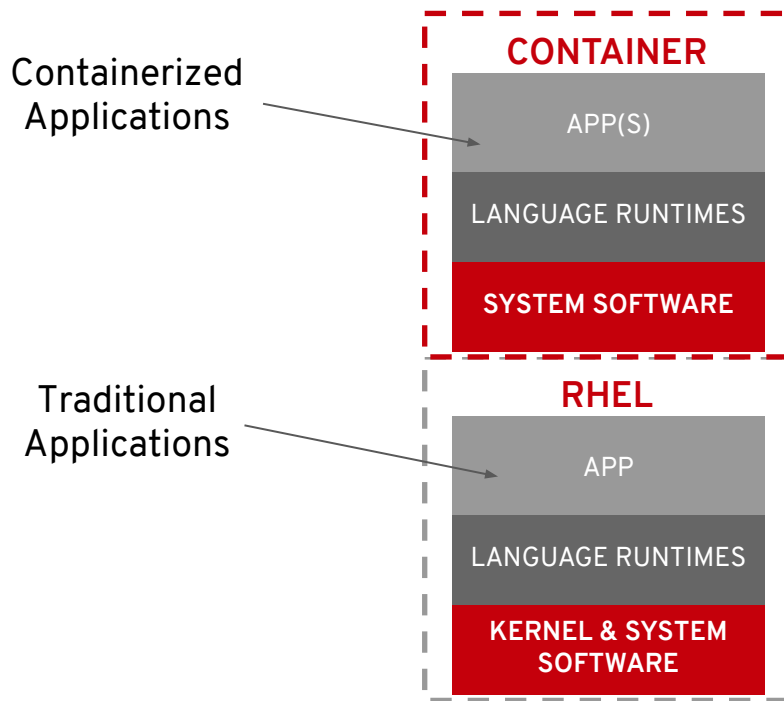 Containerized
Applications
CONTAINER
APP(S)
LANGUAGE RUNTIMES
SYSTEM SOFTWARE
Traditional
Applications
RHEL
APP
LANGUAGE RUNTIMES
KERNEL & SYSTEM
SOFTWARE